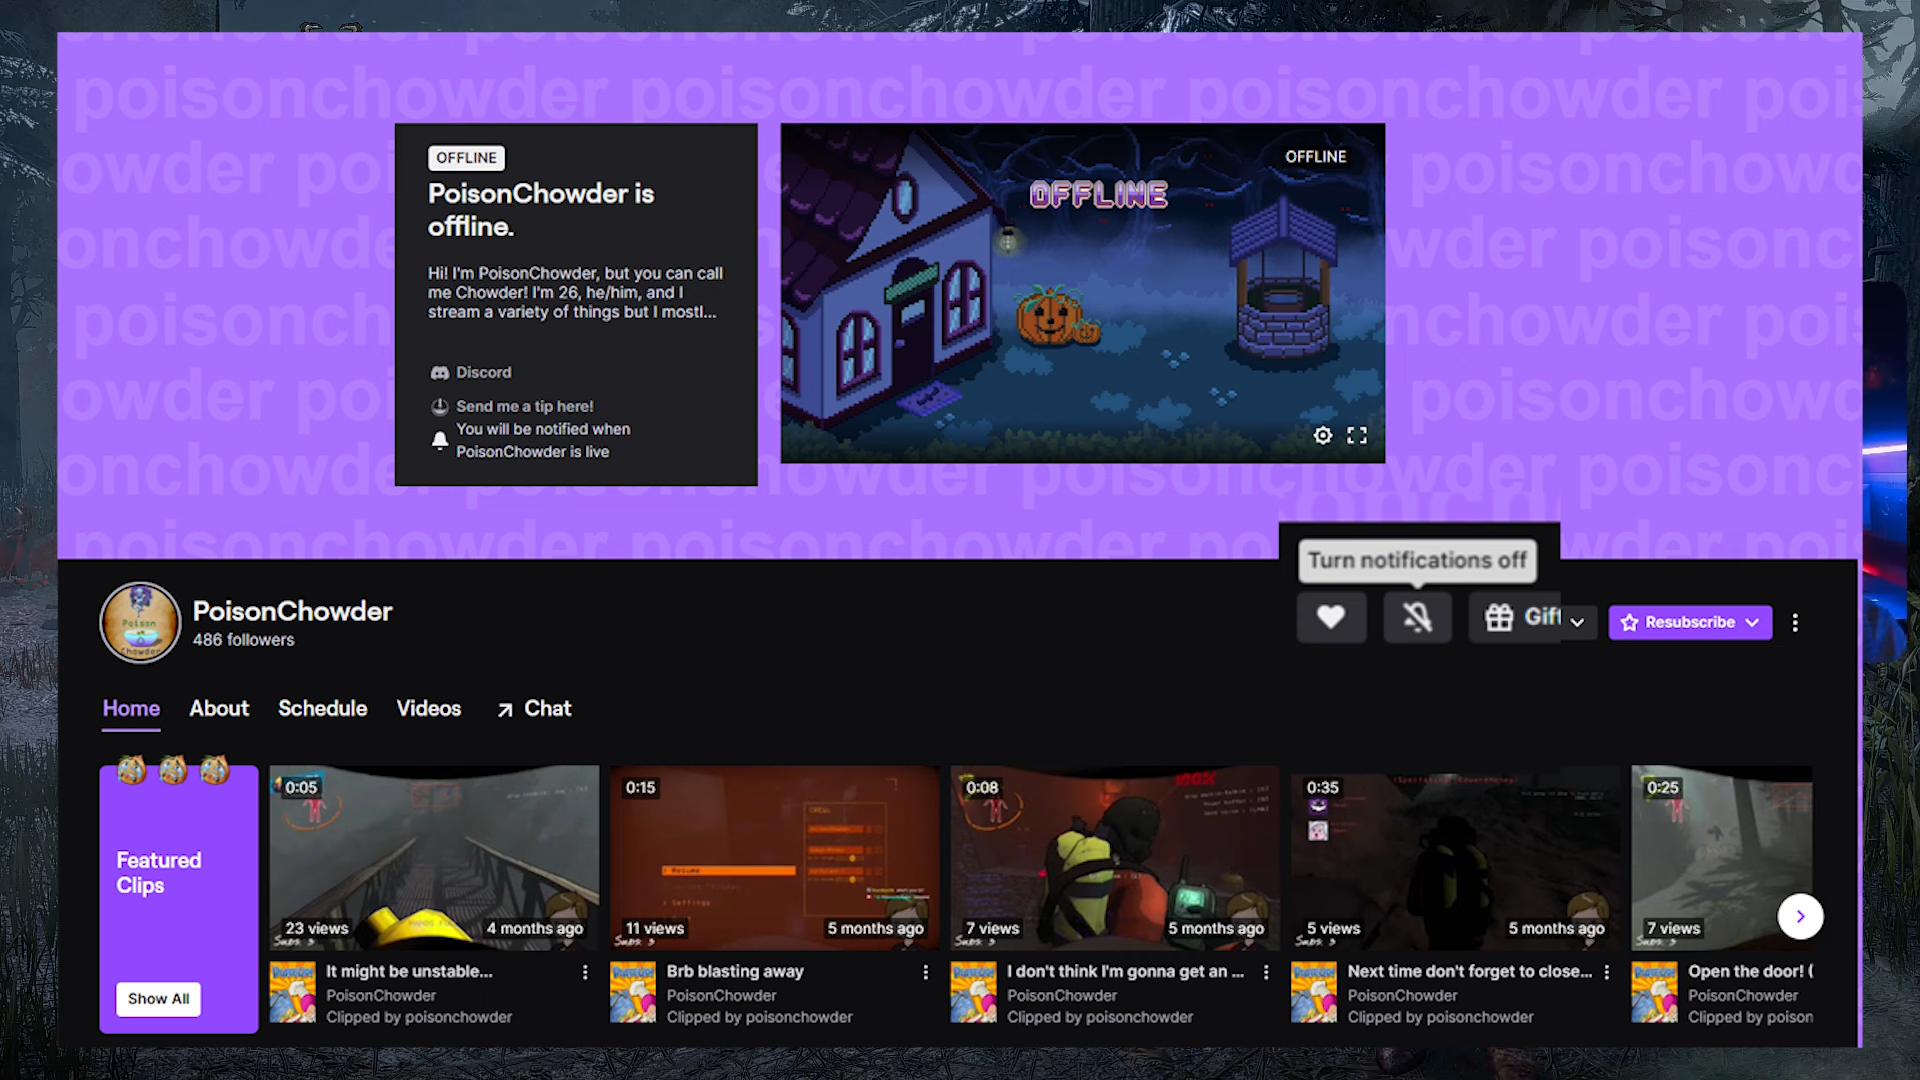 poisonchowder poisonchowder poisonchowder
OFFLINE
PoisonChowder is
offline.
Hi! I'm PoisonChowder, but you can call
me Chowder! I'm 26, he/him, and I
stream a variety of things but I mostl...
Discord
Send me a tip here!
You will be notified when
PoisonChowder is live
OFFLINE
OFFLINE
Turn notifications off
Gift
Resubscribe
PoisonChowder
486 followers
Home
About
Schedule
Videos
Chat
Featured
Clips
Show All
0:05
23 views
4 months ago
It might be unstable...
PoisonChowder
Clipped by poisonchowder
0:15
11 views
5 months ago
Brb blasting away
PoisonChowder
Clipped by poisonchowder
0:08
100%
7 views
5 months ago
I don't think I'm gonna get an ...
PoisonChowder
Clipped by poisonchowder
0:35
5 views
5 months ago
Next time don't forget to close...
PoisonChowder
Clipped by poisonchowder
0:25
7 views
Open the door! (
PoisonChowder
Clipped by poison